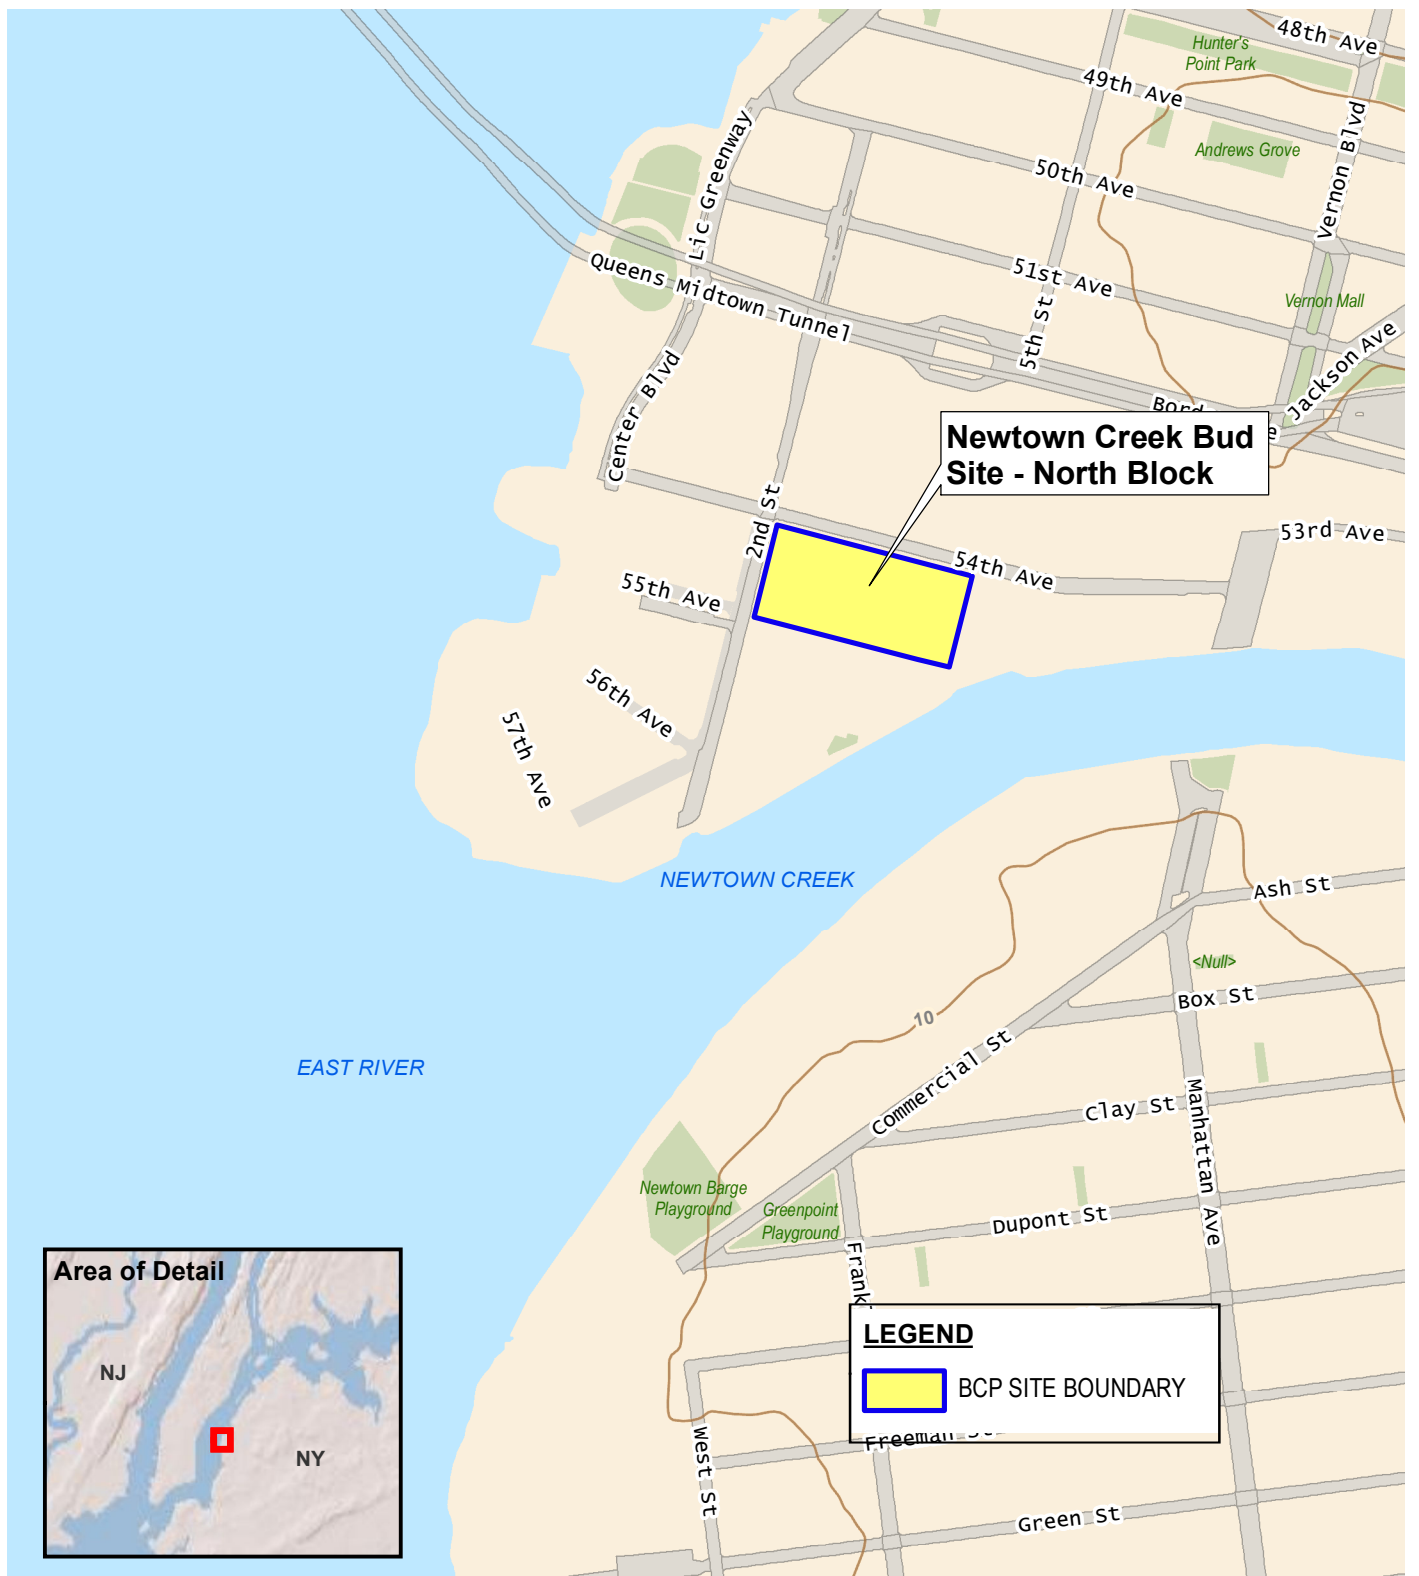 48th Ave
Hunter's
Point Park
49th Ave
Vernon Blvd
Andrews Grove
Lic Greenway
50th Ave
Queens Midtown Tunnel
51st Ave
Vernon Mall
5th St
Jackson Ave
Center Blvd
Newtown Creek Bud
Site - North Block
2nd St
53rd Ave
54th Ave
55th Ave
56th Ave
57th Ave
NEWTOWN CREEK
Ash St
<Null>
Box St
10
Commercial St
EAST RIVER
Clay St
Manhattan Ave
Newtown Barge
Playground
Greenpoint
Playground
Dupont St
Area of Detail
NJ
NY
LEGEND
BCP SITE BOUNDARY
Freeman
West St
Green St